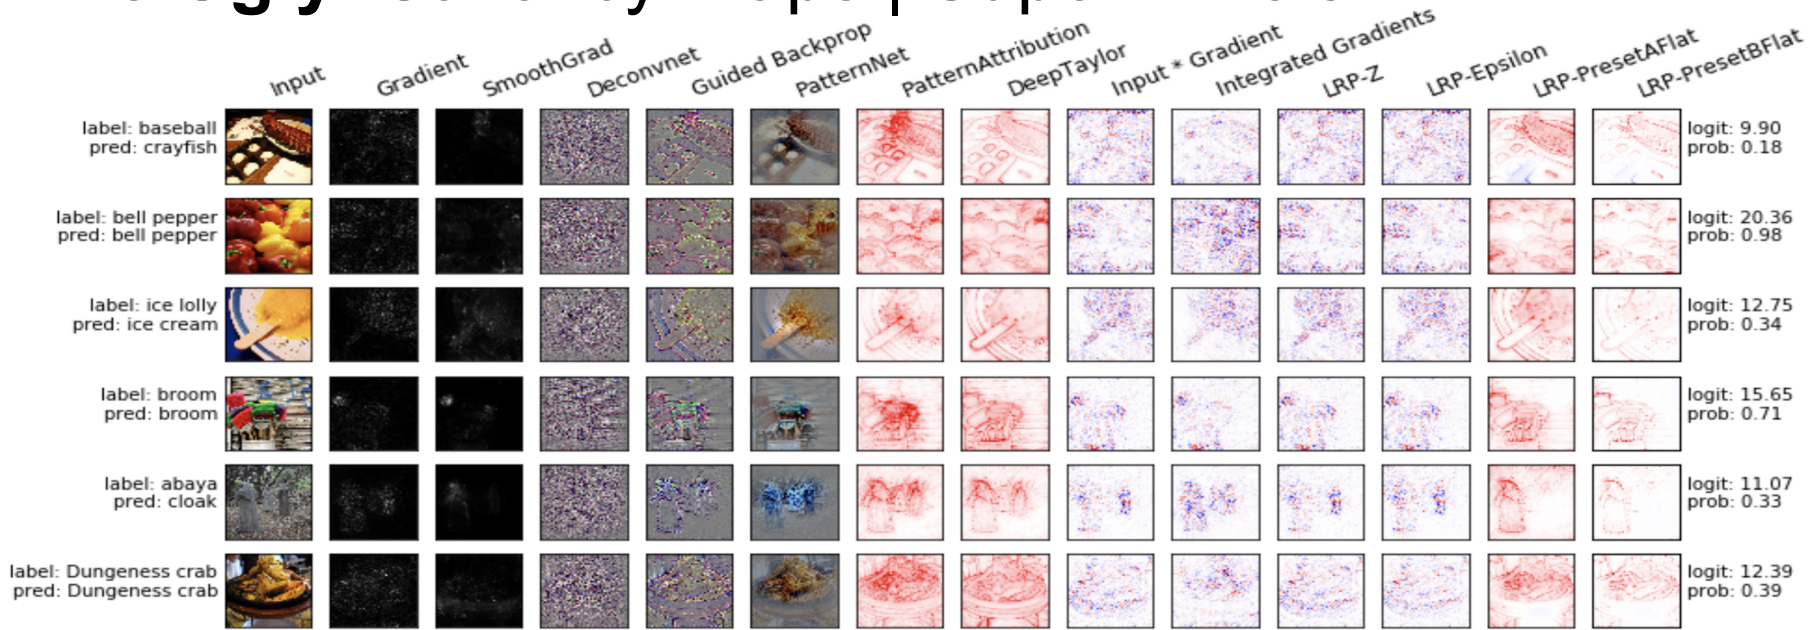 Input Gradient SmoothGrad Deconvnet Guided Backprop PatternNet PatternAttribution DeepTaylor Input * Gradient Integrated Gradients LRP-Z LRP-Epsilon LRP-PresetAFlat LRP-PresetBFlat
label: baseball
pred: crayfish
logit: 9.90
prob: 0.18
label: bell pepper
pred: bell pepper
logit: 20.36
prob: 0.98
label: ice lolly
pred: ice cream
logit: 12.75
prob: 0.34
label: broom
pred: broom
logit: 15.65
prob: 0.71
label: abaya
pred: cloak
logit: 11.07
prob: 0.33
label: Dungeness crab
pred: Dungeness crab
logit: 12.39
prob: 0.39